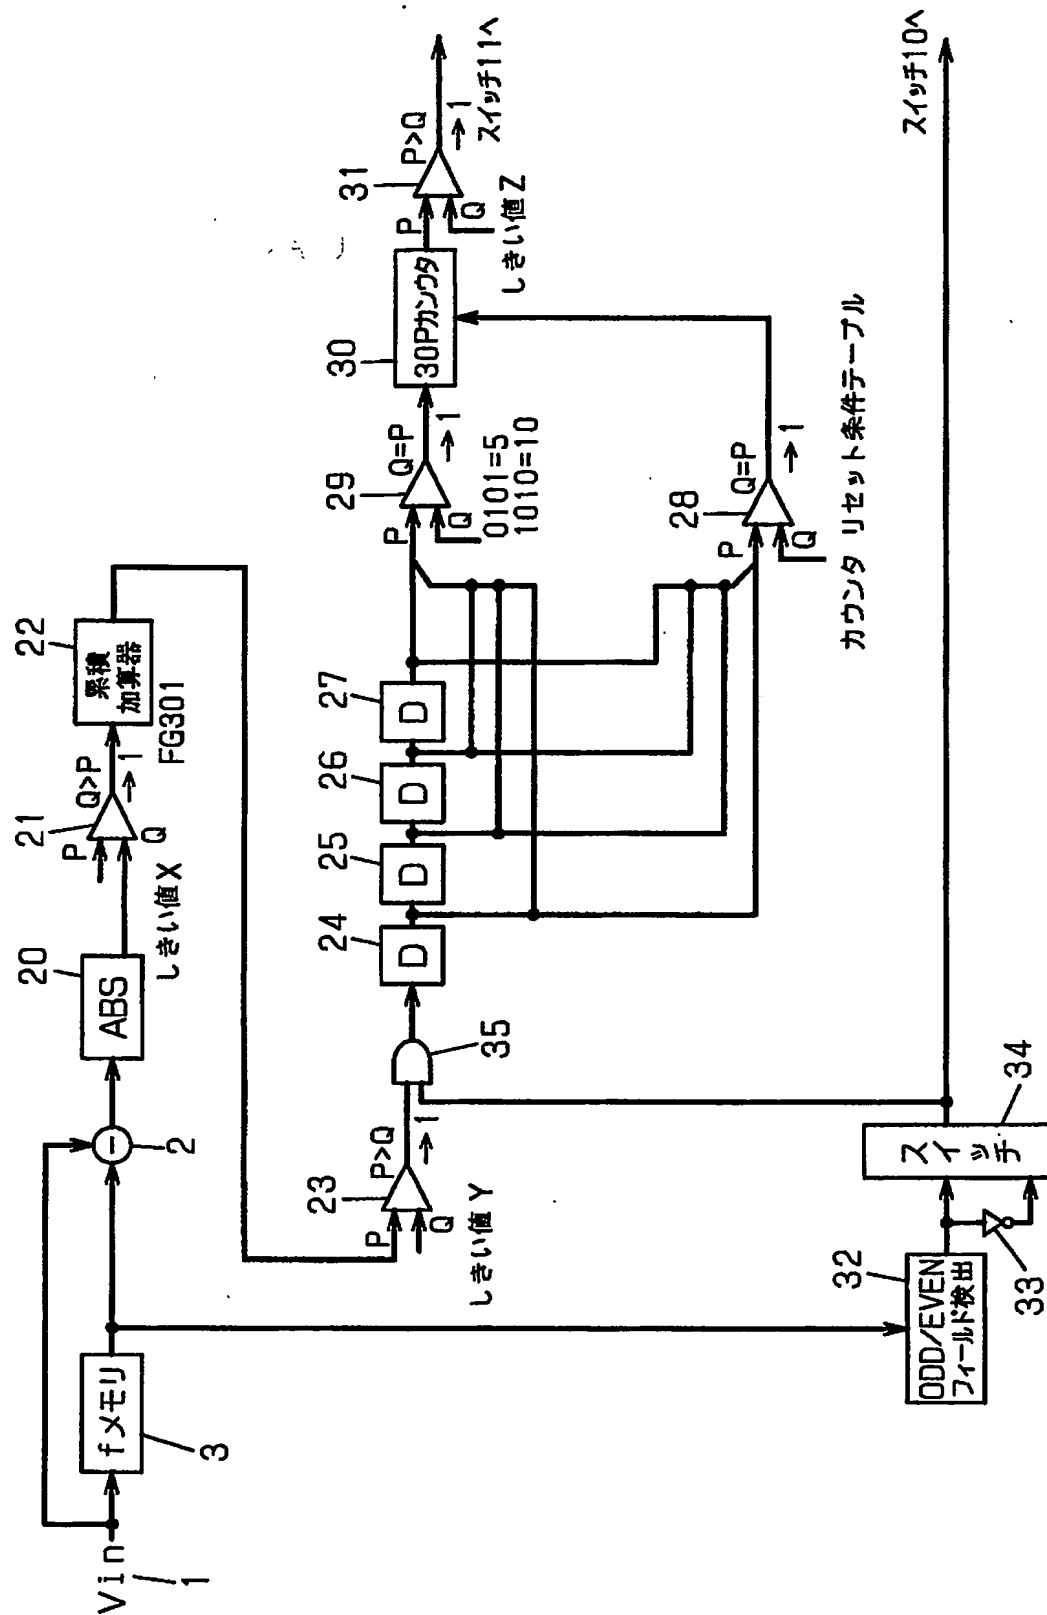 Vin
1
fメモリ
3
2
−
ABS
20
しきい値X
P
Q
21
Q>P
→1
累積
加算器
22
FG301
P
Q
23
P>Q
→1
しきい値Y
35
D
24
D
25
D
26
D
27
P
Q
29
Q=P
→1
0101=5
1010=10
30Pカンウタ
30
P
Q
しきい値Z
31
P>Q
→1
スイッチ11へ
P
Q
28
Q=P
→1
カウンタ リセット条件テーブル
ODD/EVEN
フィールド検出
32
33
スイッチ
34
スイッチ10へ